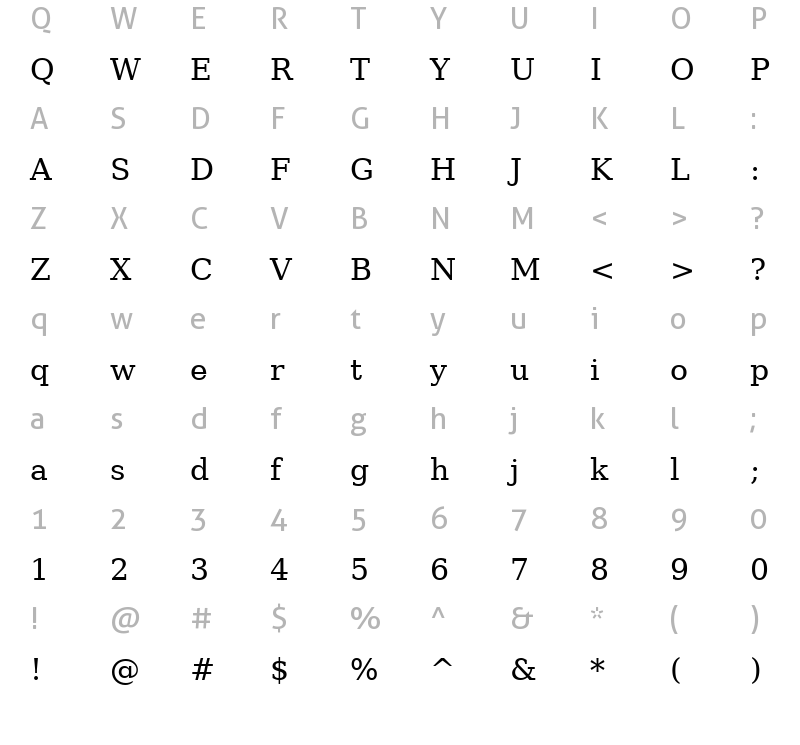 Q W E R T Y U I O P
Q W E R T Y U I O P
A S D F G H J K L :
A S D F G H J K L :
Z X C V B N M < > ?
Z X C V B N M < > ?
q w e r t y u i o p
q w e r t y u i o p
a s d f g h j k l ;
a s d f g h j k l ;
1 2 3 4 5 6 7 8 9 0
1 2 3 4 5 6 7 8 9 0
! @ # $ % ^ & * ( )
! @ # $ % ^ & * ( )